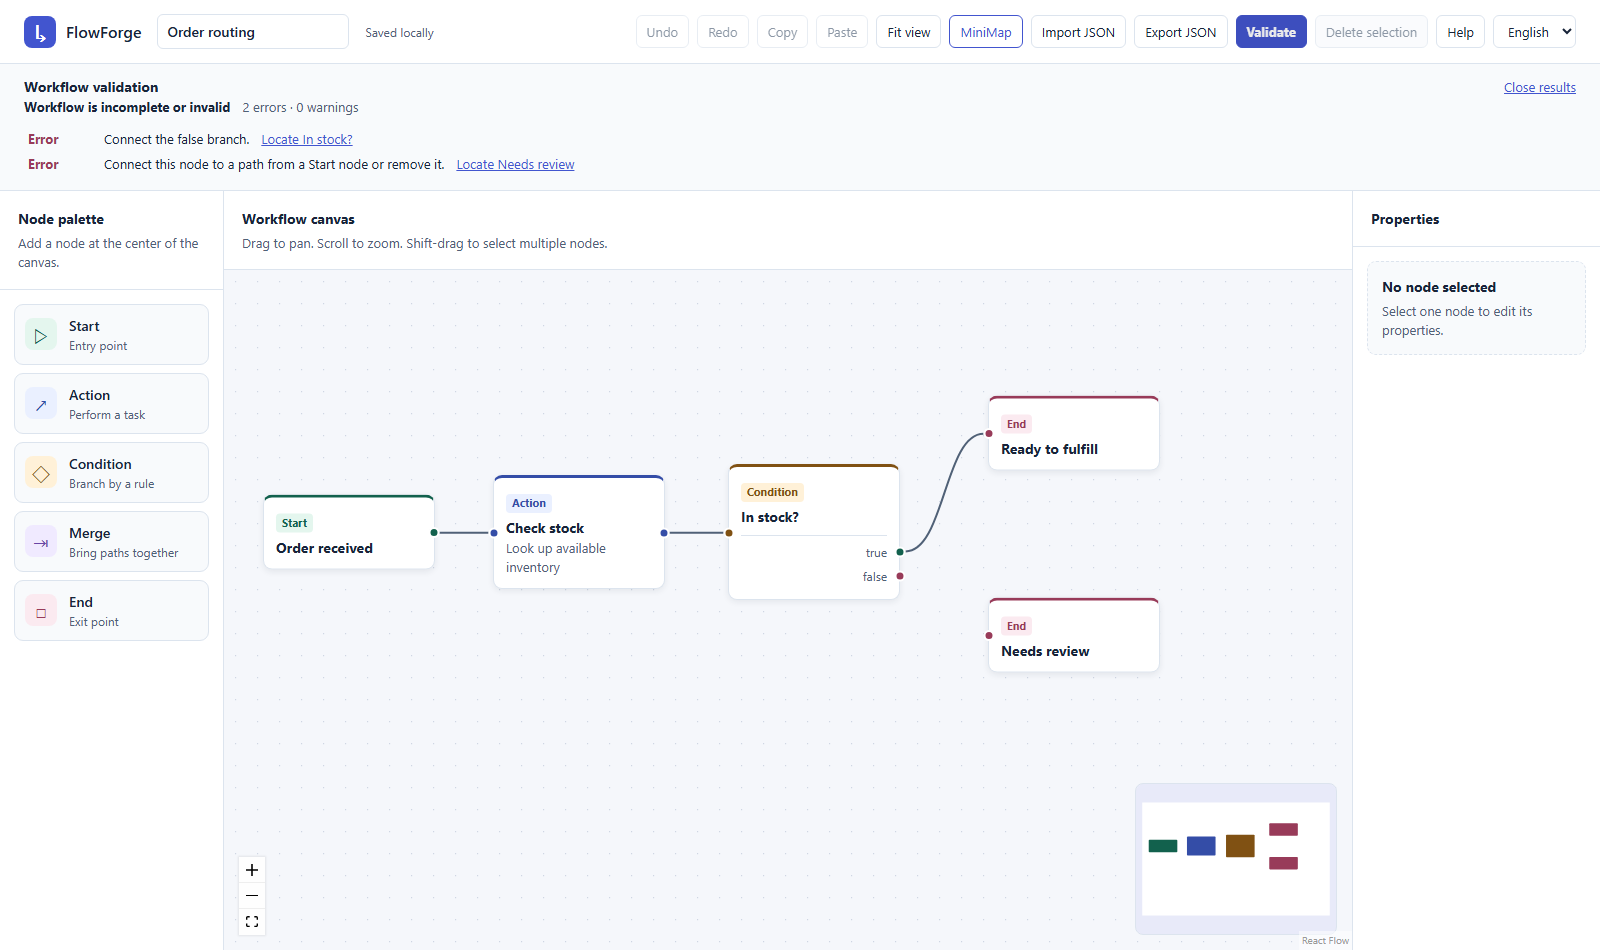 FlowForge
Order routing
Saved locally
Undo
Redo
Copy
Paste
Fit view
MiniMap
Import JSON
Export JSON
Validate
Delete selection
Help
English
Workflow validation
Close results
Workflow is incomplete or invalid 2 errors · 0 warnings
Error Connect the false branch. Locate In stock?
Error Connect this node to a path from a Start node or remove it. Locate Needs review
Node palette
Add a node at the center of the
canvas.
Start
Entry point
Action
Perform a task
Condition
Branch by a rule
Merge
Bring paths together
End
Exit point
Workflow canvas
Drag to pan. Scroll to zoom. Shift-drag to select multiple nodes.
Start
Order received
Action
Check stock
Look up available
inventory
Condition
In stock?
true
false
End
Ready to fulfill
End
Needs review
React Flow
Properties
No node selected
Select one node to edit its
properties.